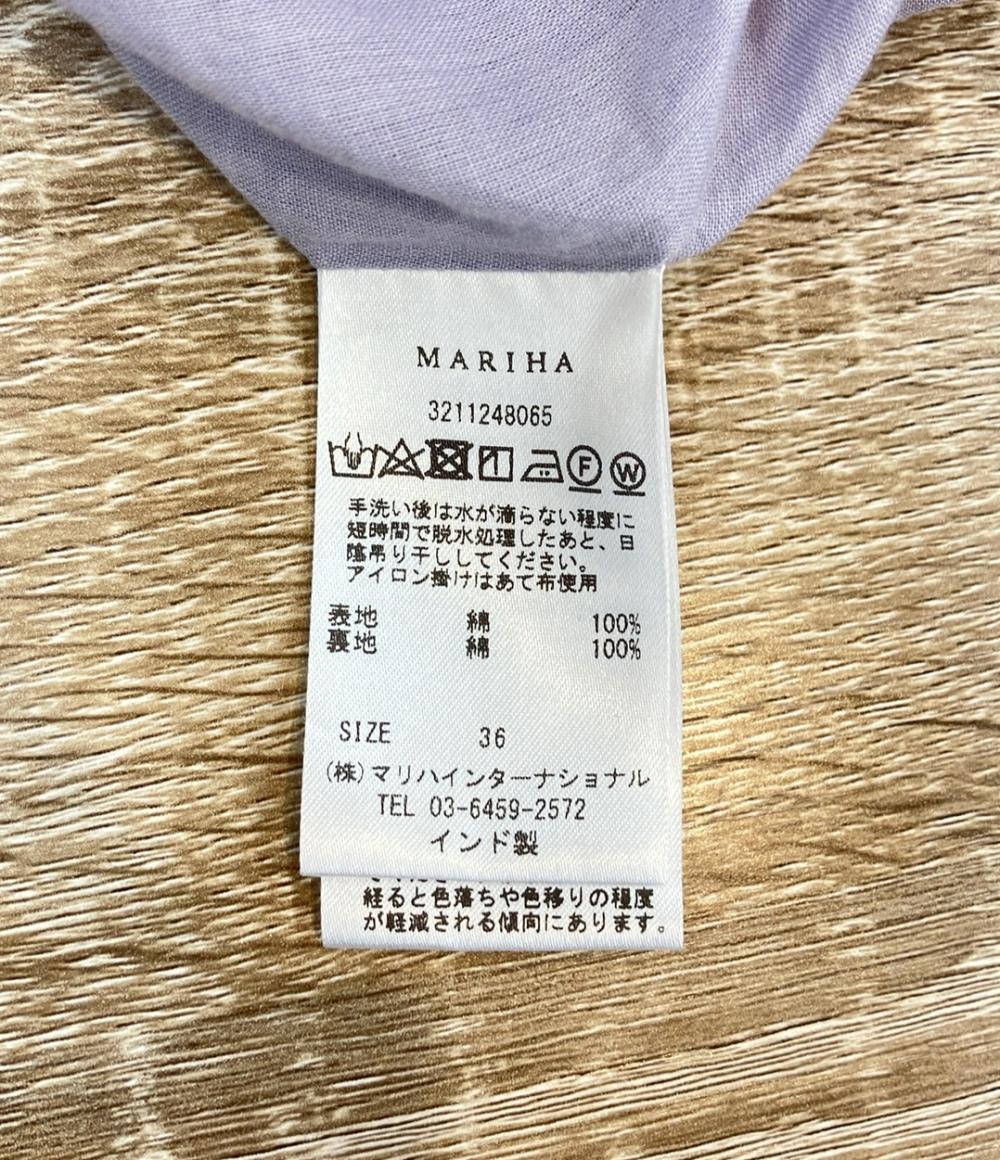 MARIHA
3211248065
F W
手洗い後は水が滴らない程度に
短時間で脱水処理したあと、日
陰吊り干ししてください。
アイロン掛けはあて布使用
表地 綿 100%
裏地 綿 100%
SIZE 36
(株)マリハインターナショナル
TEL 03-6459-2572
インド製
経ると色落ちや色移りの程度
が軽減される傾向にあります。